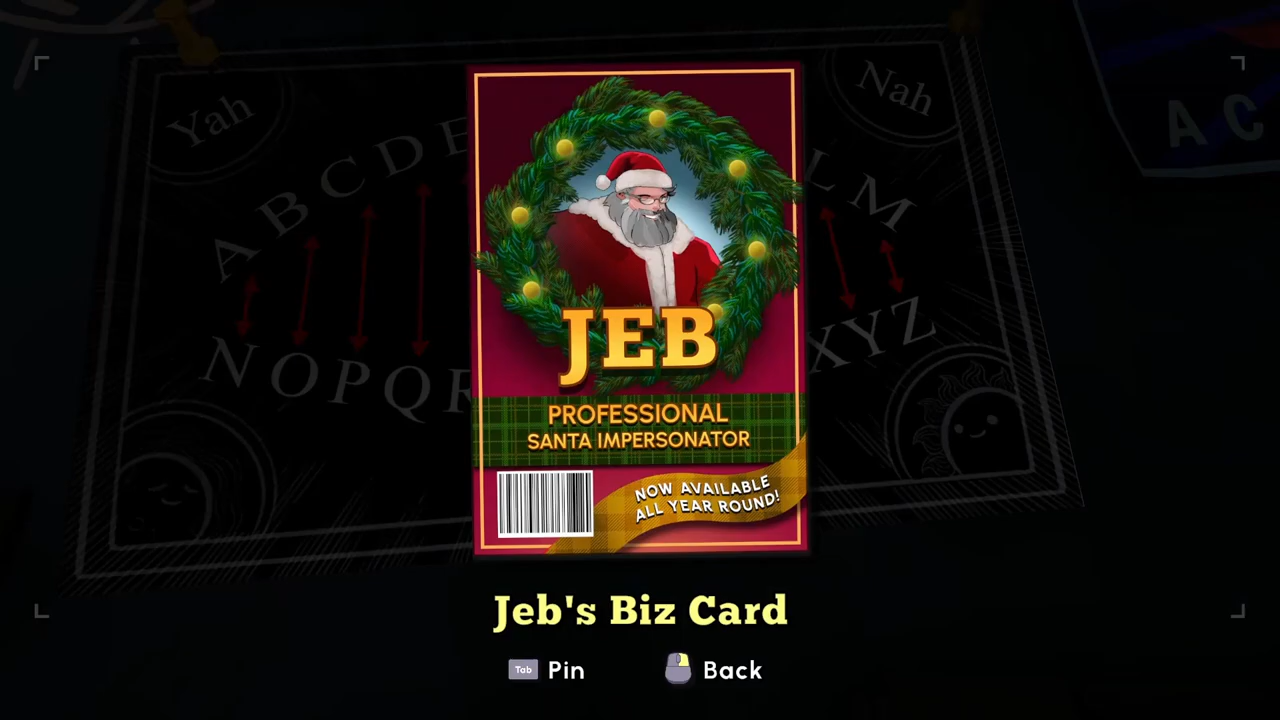 Yah
Nah
A C
A B C D E
L M
N O P Q R
X Y Z
JEB
PROFESSIONAL
SANTA IMPERSONATOR
NOW AVAILABLE
ALL YEAR ROUND!
Jeb's Biz Card
Tab Pin
Back